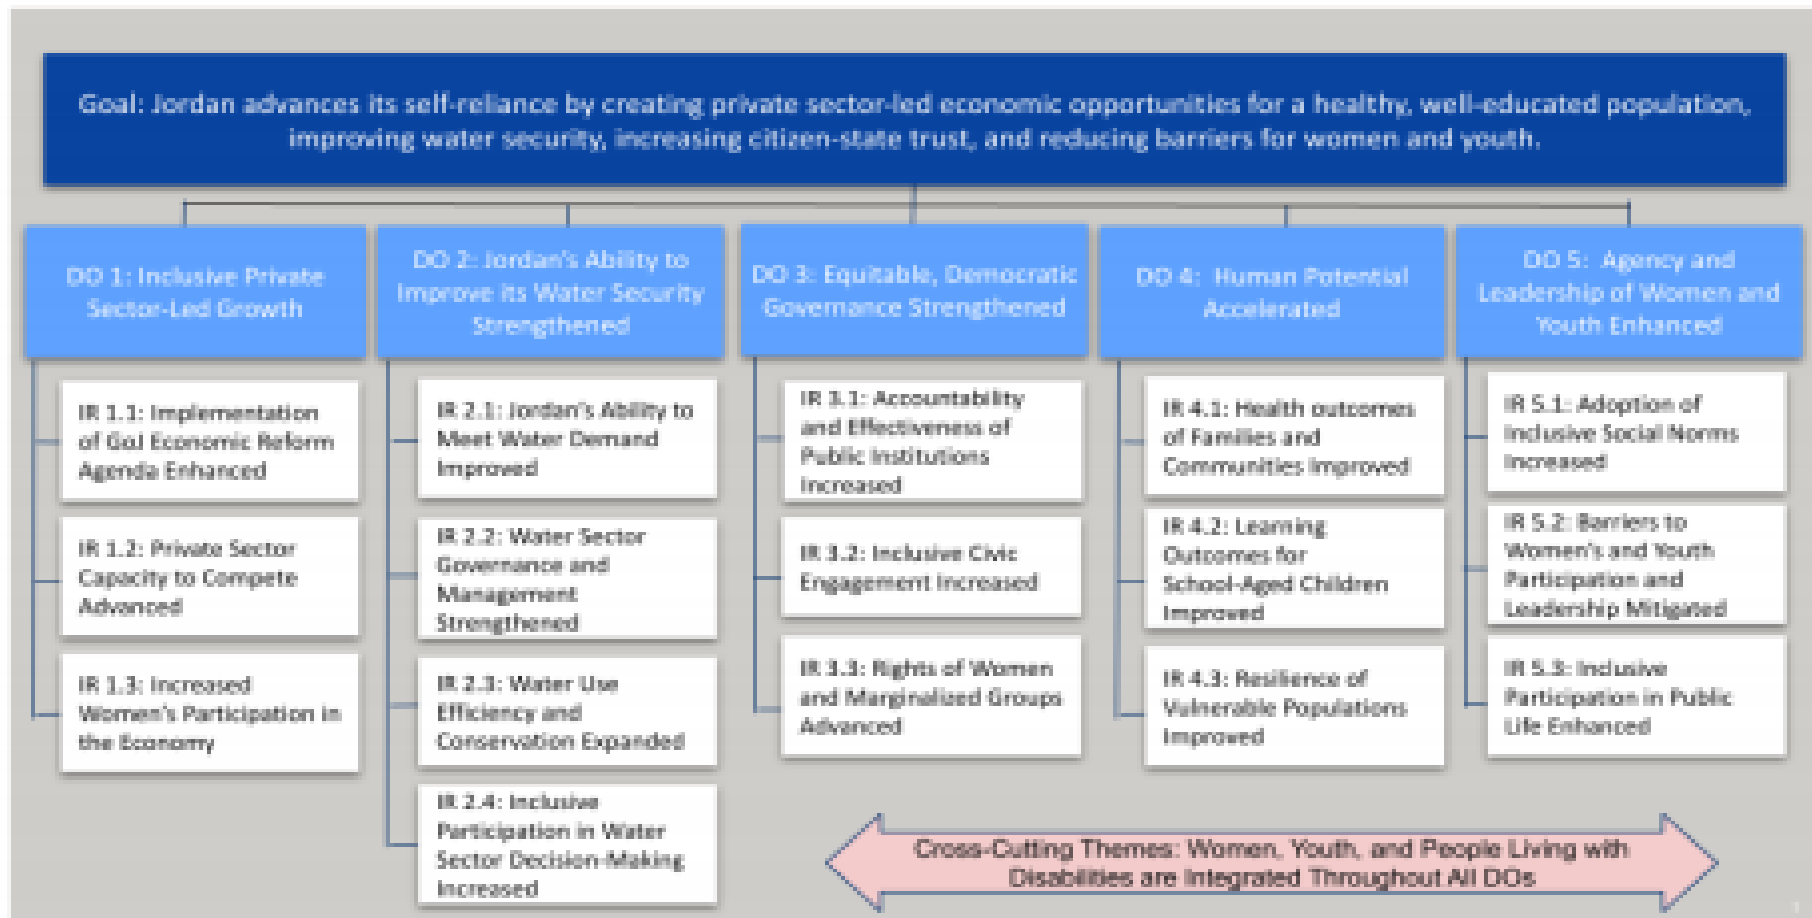 Goal: Jordan advances its self-reliance by creating private sector-led economic opportunities for a healthy, well-educated population,
improving water security, increasing citizen-state trust, and reducing barriers for women and youth.
DO 1: Inclusive Private
Sector-Led Growth
IR 1.1: Implementation
of GoJ Economic Reform
Agenda Enhanced
IR 1.2: Private Sector
Capacity to Compete
Advanced
IR 1.3: Increased
Women's Participation in
the Economy
DO 2: Jordan's Ability to
Improve its Water Security
Strengthened
IR 2.1: Jordan's Ability to
Meet Water Demand
Improved
IR 2.2: Water Sector
Governance and
Management
Strengthened
IR 2.3: Water Use
Efficiency and
Conservation Expanded
IR 2.4: Inclusive
Participation in Water
Sector Decision-Making
Increased
DO 3: Equitable, Democratic
Governance Strengthened
IR 3.1: Accountability
and Effectiveness of
Public Institutions
Increased
IR 3.2: Inclusive Civic
Engagement Increased
IR 3.3: Rights of Women
and Marginalized Groups
Advanced
DO 4: Human Potential
Accelerated
IR 4.1: Health outcomes
of Families and
Communities Improved
IR 4.2: Learning
Outcomes for
School-Aged Children
Improved
IR 4.3: Resilience of
Vulnerable Populations
Improved
DO 5: Agency and
Leadership of Women and
Youth Enhanced
IR 5.1: Adoption of
Inclusive Social Norms
Increased
IR 5.2: Barriers to
Women's and Youth
Participation and
Leadership Mitigated
IR 5.3: Inclusive
Participation in Public
Life Enhanced
Cross-Cutting Themes: Women, Youth, and People Living with
Disabilities are Integrated Throughout All DOs